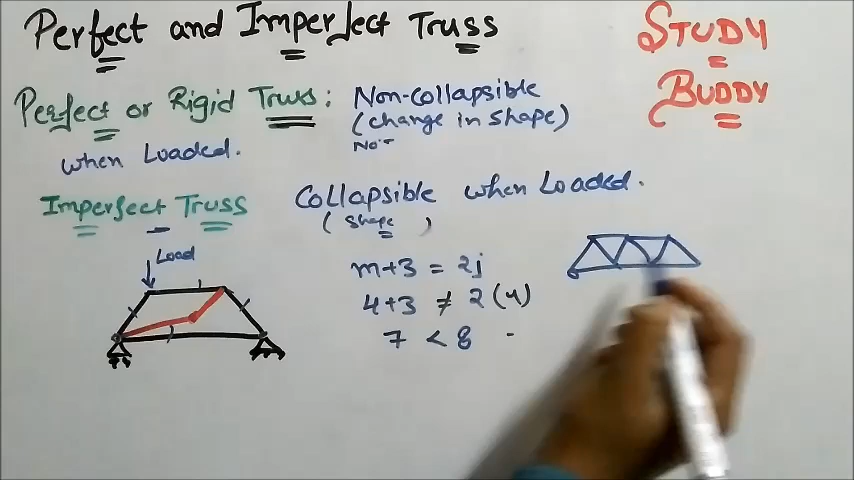 Perfect and Imperfect Truss
STUDY
BUDDY
Perfect or Rigid Truss: Non-collapsible
(change in shape)
Not
when Loaded.
Imperfect Truss Collapsible when Loaded.
(shape)
Load
m+3 = 2j
4+3 ≠ 2(4)
7 < 8